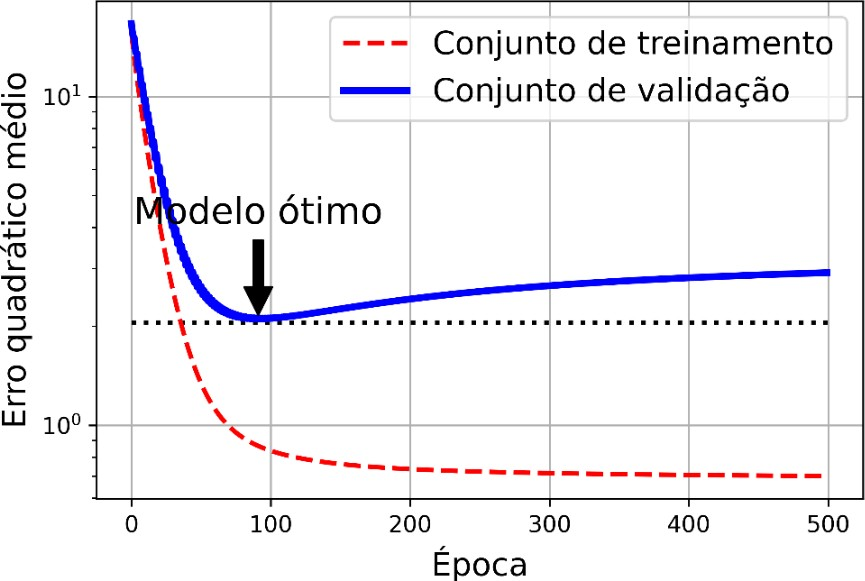 Conjunto de treinamento
Conjunto de validação
Modelo ótimo
Erro quadrático médio
10¹
10⁰
0 100 200 300 400 500
Época